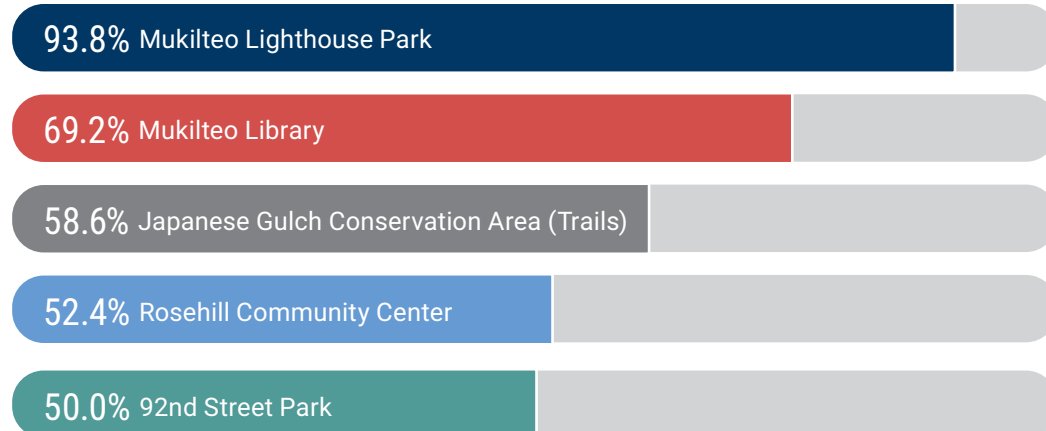 93.8% Mukilteo Lighthouse Park
69.2% Mukilteo Library
58.6% Japanese Gulch Conservation Area (Trails)
52.4% Rosehill Community Center
50.0% 92nd Street Park